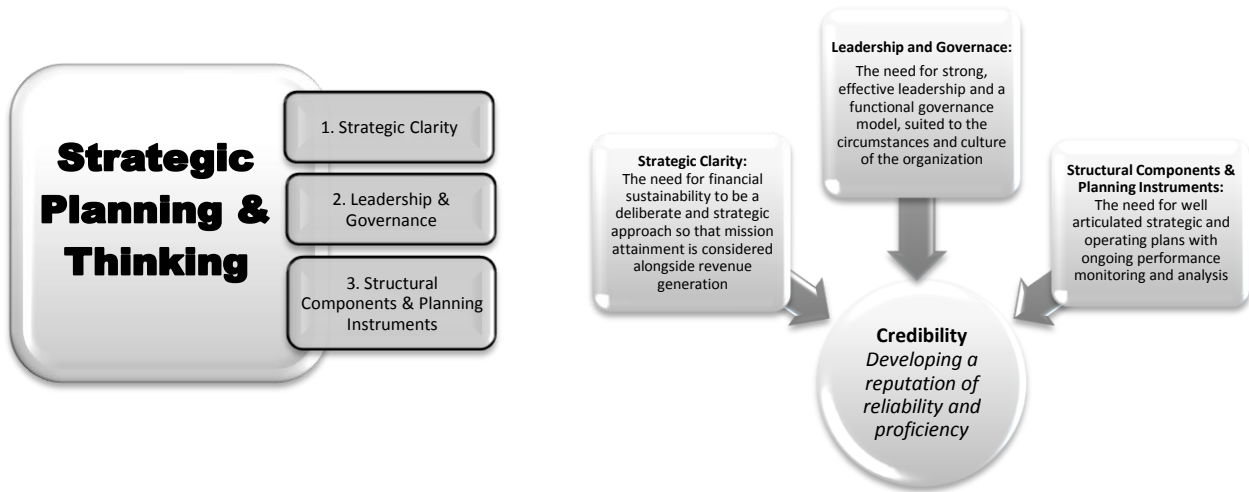 Strategic
Planning &
Thinking
1. Strategic Clarity
2. Leadership &
Governance
3. Structural
Components & Planning
Instruments
Leadership and Governace:
The need for strong,
effective leadership and a
functional governance
model, suited to the
circumstances and culture
of the organization
Strategic Clarity:
The need for financial
sustainability to be a
deliberate and strategic
approach so that mission
attainment is considered
alongside revenue
generation
Structural Components &
Planning Instruments:
The need for well
articulated strategic and
operating plans with
ongoing performance
monitoring and analysis
Credibility
Developing a
reputation of
reliability and
proficiency